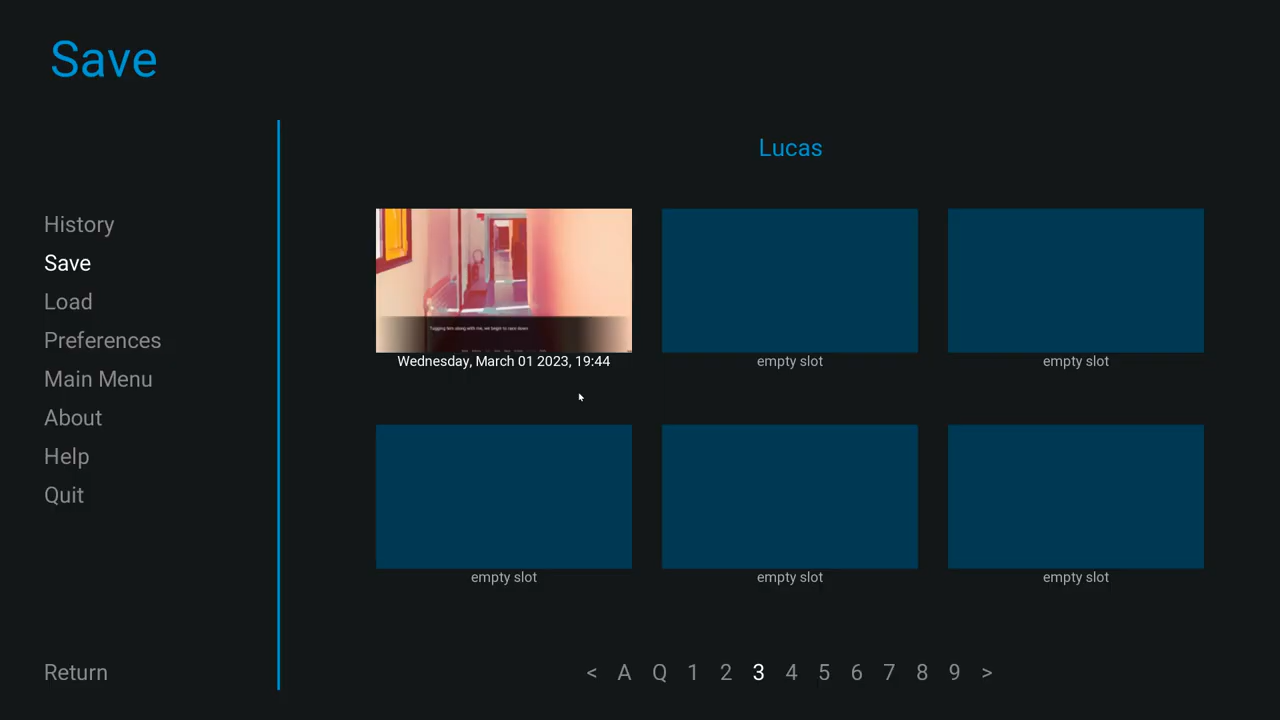 Save
Lucas
History
Save
Load
Preferences
Main Menu
About
Help
Quit
Return
Wednesday, March 01 2023, 19:44
empty slot
empty slot
empty slot
empty slot
empty slot
< A Q 1 2 3 4 5 6 7 8 9 >